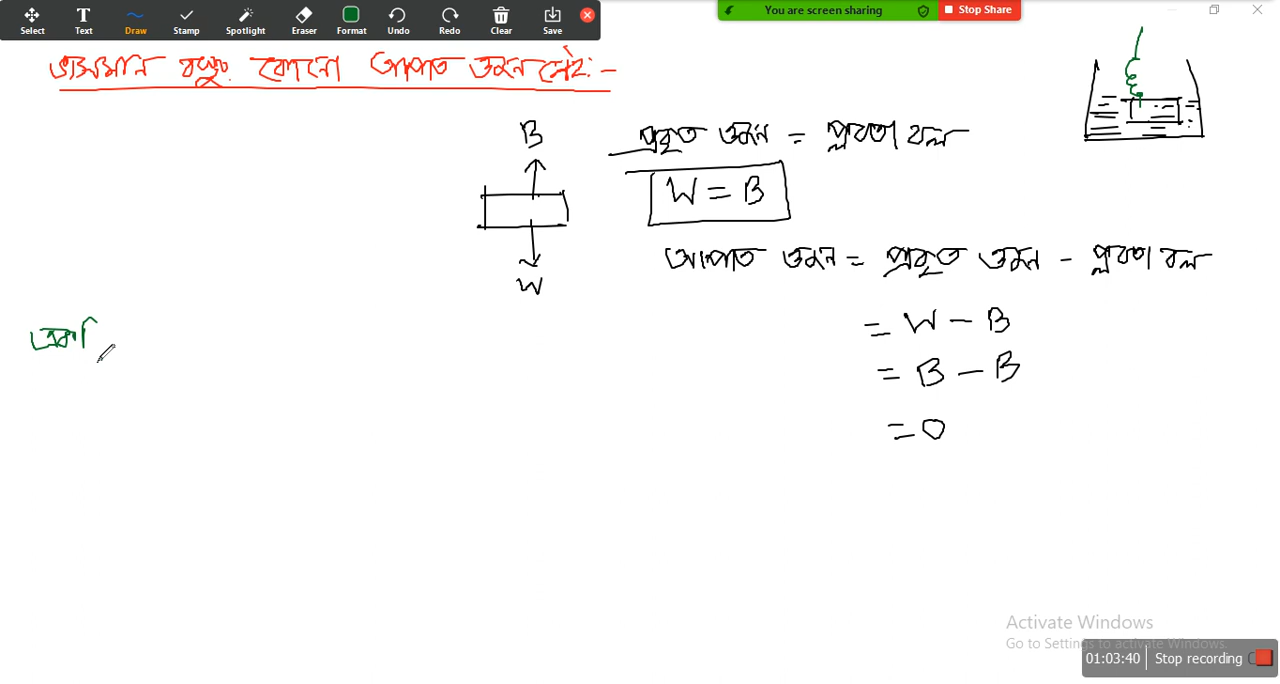 Select Text Draw Stamp Spotlight Eraser Format Undo Redo Clear Save
You are screen sharing Stop Share
ভাসমান বস্তুর কোনো আপাত ওজন নেই:-
B
প্রকৃত ওজন = প্লবতা বল
W = B
আপাত ওজন = প্রকৃত ওজন - প্লবতা বল
W
= W - B
= B - B
= 0
Activate Windows
Go to Settings to activate Windows.
01:03:40 Stop recording